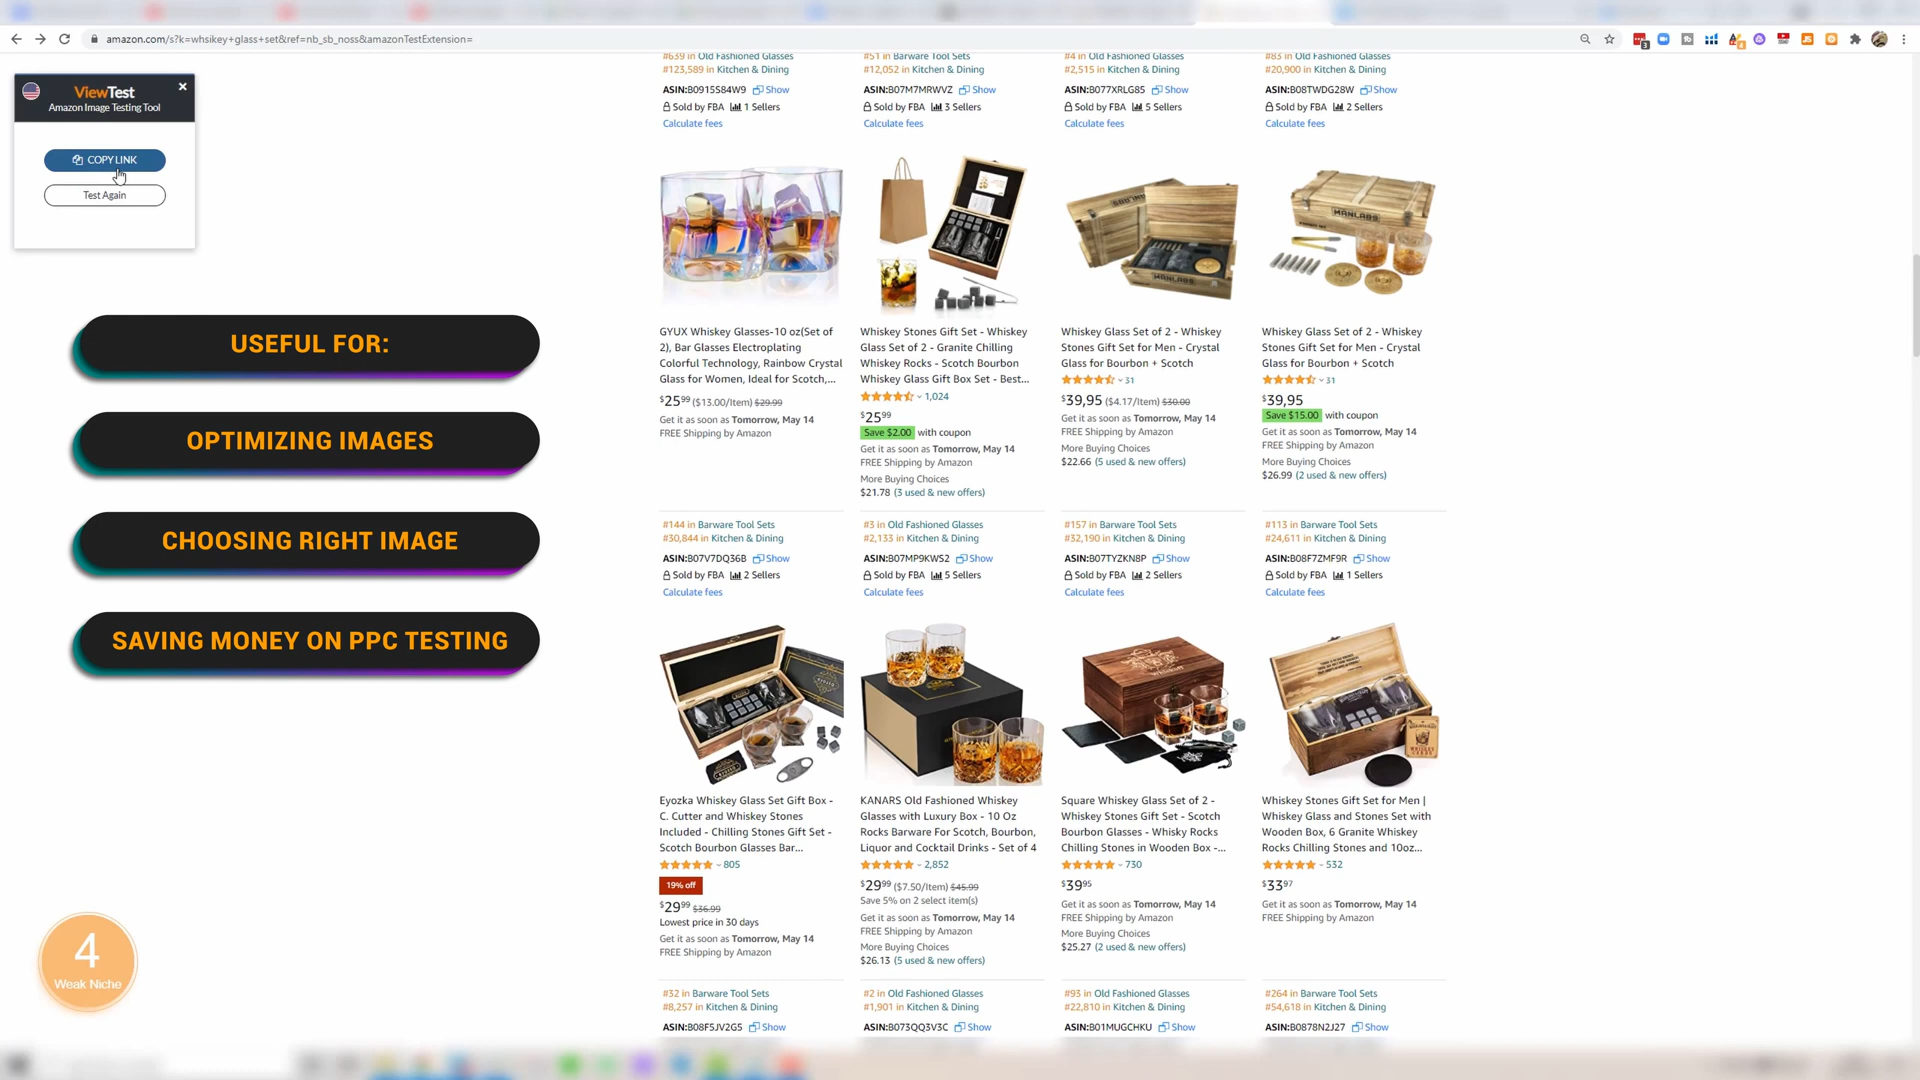 amazon.com/s?k=whsikey+glass+set&ref=nb_sb_noss&amazonTestExtension=
ViewTest
Amazon Image Testing Tool
COPY LINK
Test Again
USEFUL FOR:
OPTIMIZING IMAGES
CHOOSING RIGHT IMAGE
SAVING MONEY ON PPC TESTING
4
Weak Niche
#639 in Old Fashioned Glasses
#123,589 in Kitchen & Dining
ASIN:B0915S84W9 Show
Sold by FBA 1 Sellers
Calculate fees
#51 in Barware Tool Sets
#12,052 in Kitchen & Dining
ASIN:B07M7MRWVZ Show
Sold by FBA 3 Sellers
Calculate fees
#4 in Old Fashioned Glasses
#2,515 in Kitchen & Dining
ASIN:B077XRLG85 Show
Sold by FBA 5 Sellers
Calculate fees
#83 in Old Fashioned Glasses
#20,900 in Kitchen & Dining
ASIN:B08TWDG28W Show
Sold by FBA 2 Sellers
Calculate fees
MANLABS
MANLABS
GYUX Whiskey Glasses-10 oz(Set of
2), Bar Glasses Electroplating
Colorful Technology, Rainbow Crystal
Glass for Women, Ideal for Scotch,...
$25⁹⁹ ($13.00/Item) $29.99
Get it as soon as Tomorrow, May 14
FREE Shipping by Amazon
Whiskey Stones Gift Set - Whiskey
Glass Set of 2 - Granite Chilling
Whiskey Rocks - Scotch Bourbon
Whiskey Glass Gift Box Set - Best...
1,024
$25⁹⁹
Save $2.00 with coupon
Get it as soon as Tomorrow, May 14
FREE Shipping by Amazon
More Buying Choices
$21.78 (3 used & new offers)
Whiskey Glass Set of 2 - Whiskey
Stones Gift Set for Men - Crystal
Glass for Bourbon + Scotch
31
$39,95 ($4.17/Item) $30.00
Get it as soon as Tomorrow, May 14
FREE Shipping by Amazon
More Buying Choices
$22.66 (5 used & new offers)
Whiskey Glass Set of 2 - Whiskey
Stones Gift Set for Men - Crystal
Glass for Bourbon + Scotch
31
$39,95
Save $15.00 with coupon
Get it as soon as Tomorrow, May 14
FREE Shipping by Amazon
More Buying Choices
$26.99 (2 used & new offers)
#144 in Barware Tool Sets
#30,844 in Kitchen & Dining
ASIN:B07V7DQ36B Show
Sold by FBA 2 Sellers
Calculate fees
#3 in Old Fashioned Glasses
#2,133 in Kitchen & Dining
ASIN:B07MP9KWS2 Show
Sold by FBA 5 Sellers
Calculate fees
#157 in Barware Tool Sets
#32,190 in Kitchen & Dining
ASIN:B07TYZKN8P Show
Sold by FBA 2 Sellers
Calculate fees
#113 in Barware Tool Sets
#24,611 in Kitchen & Dining
ASIN:B08F7ZMF9R Show
Sold by FBA 1 Sellers
Calculate fees
Eyozka Whiskey Glass Set Gift Box -
C. Cutter and Whiskey Stones
Included - Chilling Stones Gift Set -
Scotch Bourbon Glasses Bar...
805
19% off
$29⁹⁹ $36.99
Lowest price in 30 days
Get it as soon as Tomorrow, May 14
FREE Shipping by Amazon
KANARS Old Fashioned Whiskey
Glasses with Luxury Box - 10 Oz
Rocks Barware For Scotch, Bourbon,
Liquor and Cocktail Drinks - Set of 4
2,852
$29⁹⁹ ($7.50/Item) $45.99
Save 5% on 2 select item(s)
Get it as soon as Tomorrow, May 14
FREE Shipping by Amazon
More Buying Choices
$26.13 (5 used & new offers)
Square Whiskey Glass Set of 2 -
Whiskey Stones Gift Set - Scotch
Bourbon Glasses - Whisky Rocks
Chilling Stones in Wooden Box -...
730
$39⁹⁵
Get it as soon as Tomorrow, May 14
FREE Shipping by Amazon
More Buying Choices
$25.27 (2 used & new offers)
Whiskey Stones Gift Set for Men |
Whiskey Glass and Stones Set with
Wooden Box, 6 Granite Whiskey
Rocks Chilling Stones and 10oz...
532
$33⁹⁷
Get it as soon as Tomorrow, May 14
FREE Shipping by Amazon
#32 in Barware Tool Sets
#8,257 in Kitchen & Dining
ASIN:B08F5JV2G5 Show
#2 in Old Fashioned Glasses
#1,901 in Kitchen & Dining
ASIN:B073QQ3V3C Show
#93 in Old Fashioned Glasses
#22,810 in Kitchen & Dining
ASIN:B01MUGCHKU Show
#264 in Barware Tool Sets
#54,618 in Kitchen & Dining
ASIN:B0878N2J27 Show